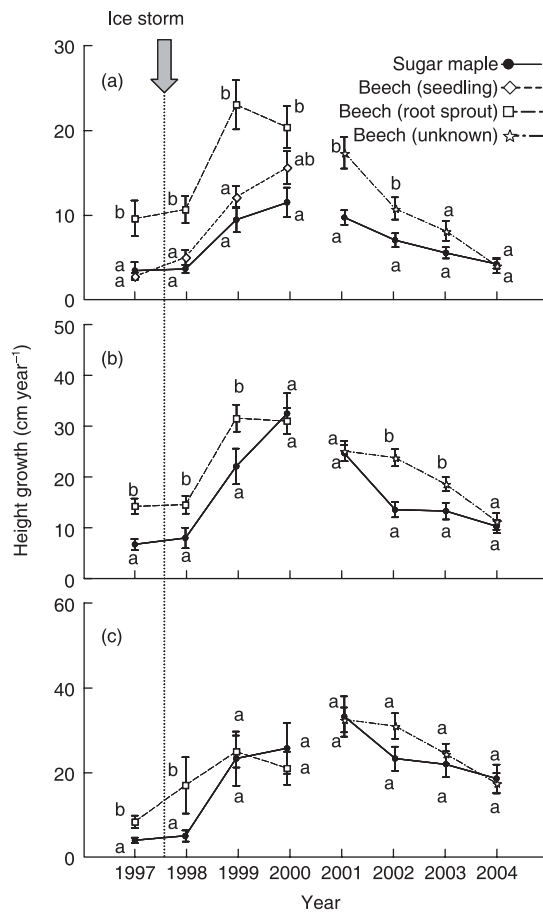 Ice storm
30
(a)
Sugar maple
Beech (seedling)
Beech (root sprout)
Beech (unknown)
b
b
b
b
ab
a
a
a
a
a
a
a
b
b
a
a
a
a
a
a
20
10
0
50
(b)
40
30
20
10
0
b
b
b
a
a
a
a
a
a
a
b
b
a
a
a
a
60
(c)
40
20
0
b
b
a
a
a
a
a
a
a
a
a
a
a
a
a
a
Height growth (cm year⁻¹)
1997 1998 1999 2000 2001 2002 2003 2004
Year